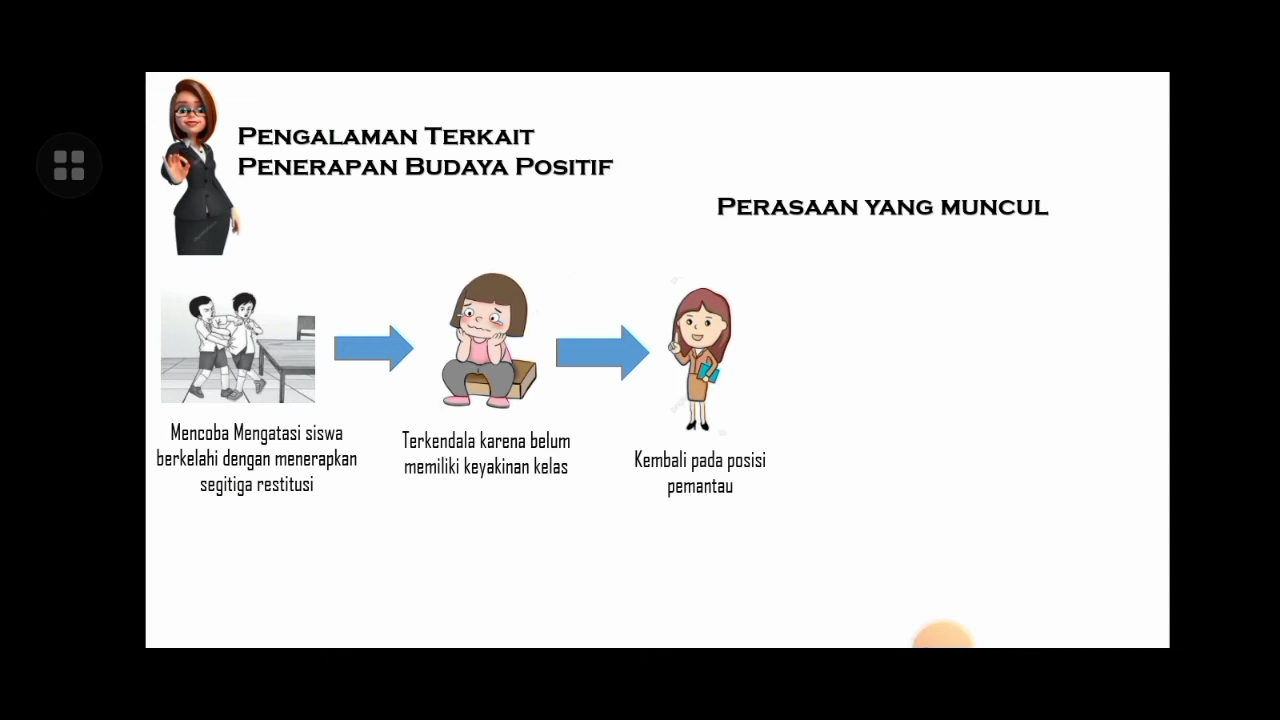 PENGALAMAN TERKAIT
PENERAPAN BUDAYA POSITIF
PERASAAN YANG MUNCUL
Mencoba Mengatasi siswa
berkelahi dengan menerapkan
segitiga restitusi
Terkendala karena belum
memiliki keyakinan kelas
Kembali pada posisi
pemantau